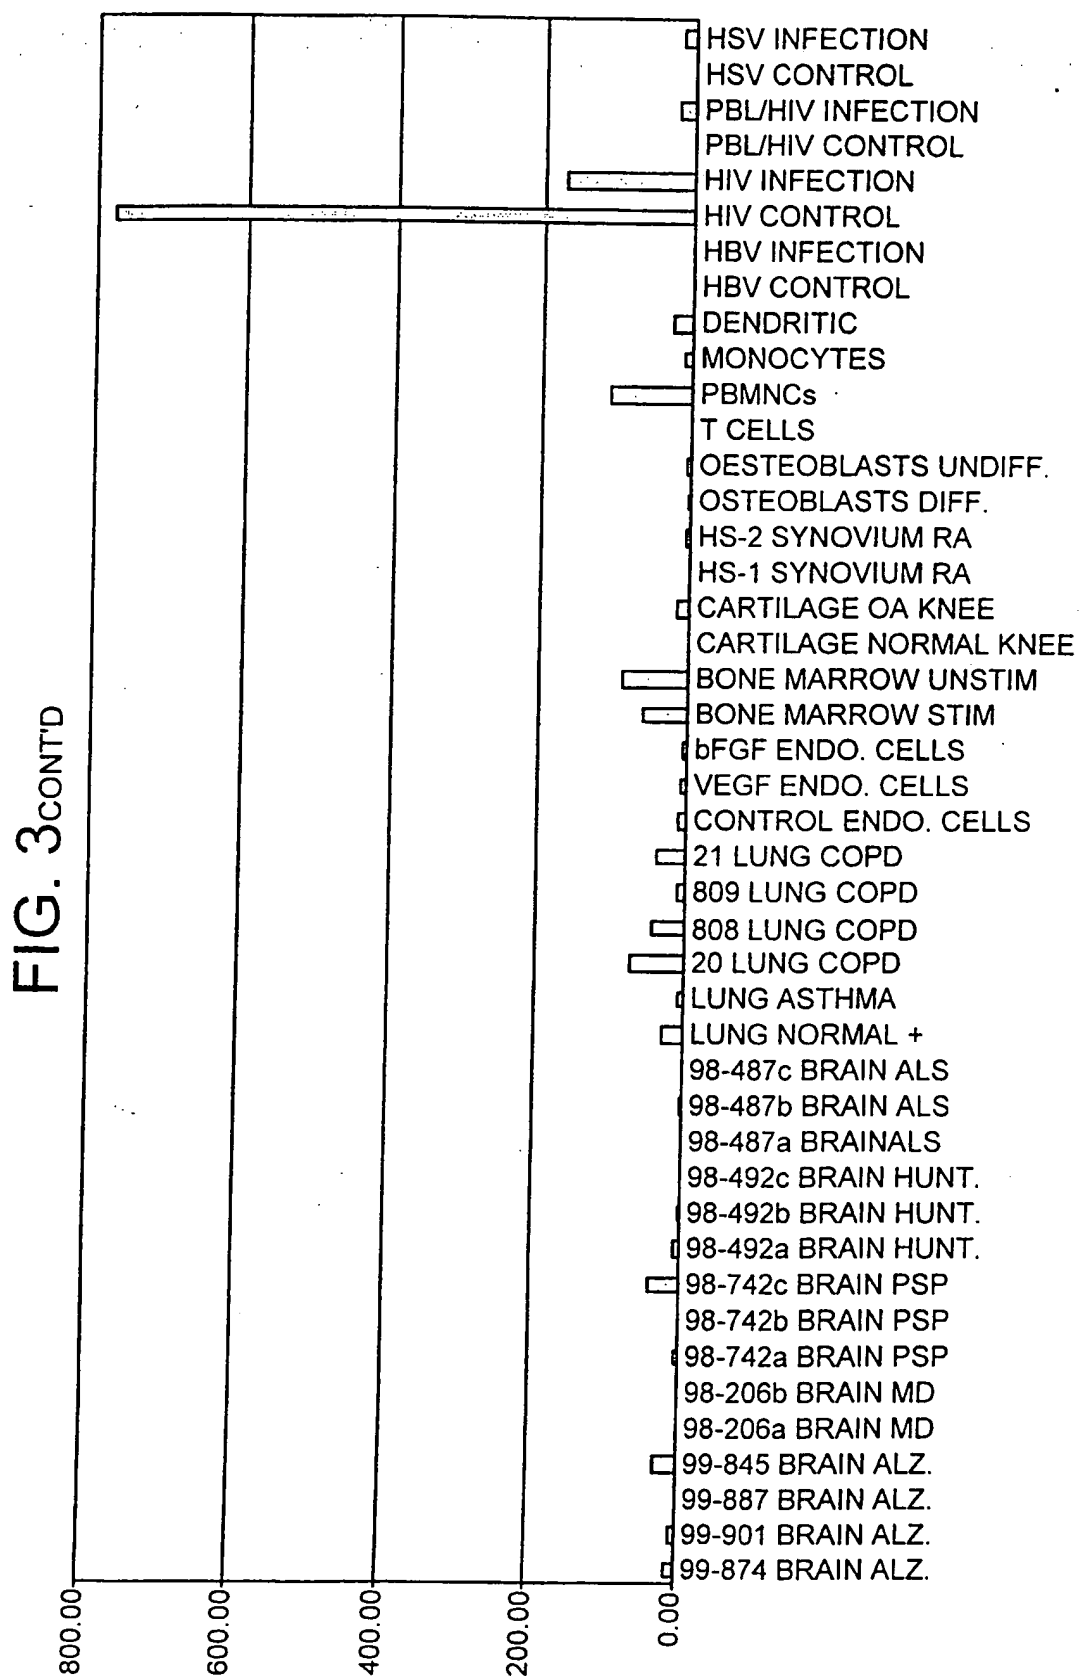 FIG. 3CONT'D
HSV INFECTION
HSV CONTROL
PBL/HIV INFECTION
PBL/HIV CONTROL
HIV INFECTION
HIV CONTROL
HBV INFECTION
HBV CONTROL
DENDRITIC
MONOCYTES
PBMNCs
T CELLS
OESTEOBLASTS UNDIFF.
OSTEOBLASTS DIFF.
HS-2 SYNOVIUM RA
HS-1 SYNOVIUM RA
CARTILAGE OA KNEE
CARTILAGE NORMAL KNEE
BONE MARROW UNSTIM
BONE MARROW STIM
bFGF ENDO. CELLS
VEGF ENDO. CELLS
CONTROL ENDO. CELLS
21 LUNG COPD
809 LUNG COPD
808 LUNG COPD
20 LUNG COPD
LUNG ASTHMA
LUNG NORMAL +
98-487c BRAIN ALS
98-487b BRAIN ALS
98-487a BRAINALS
98-492c BRAIN HUNT.
98-492b BRAIN HUNT.
98-492a BRAIN HUNT.
98-742c BRAIN PSP
98-742b BRAIN PSP
98-742a BRAIN PSP
98-206b BRAIN MD
98-206a BRAIN MD
99-845 BRAIN ALZ.
99-887 BRAIN ALZ.
99-901 BRAIN ALZ.
99-874 BRAIN ALZ.
800.00
600.00
400.00
200.00
0.00